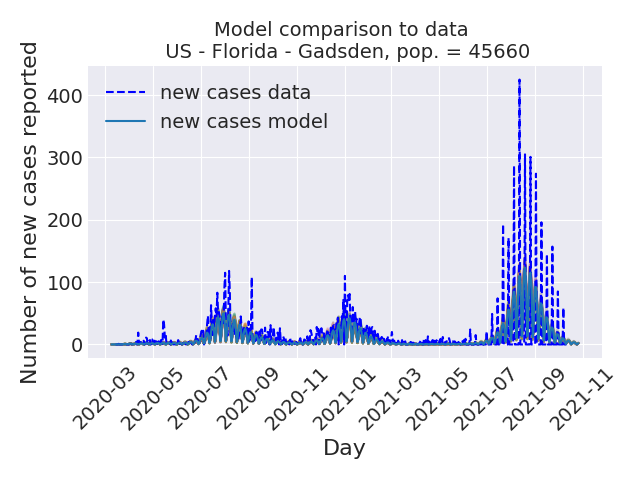 Model comparison to data
US - Florida - Gadsden, pop. = 45660
Number of new cases reported
400
300
200
100
0
new cases data
new cases model
2020-03
2020-05
2020-07
2020-09
2020-11
2021-01
2021-03
2021-05
2021-07
2021-09
2021-11
Day